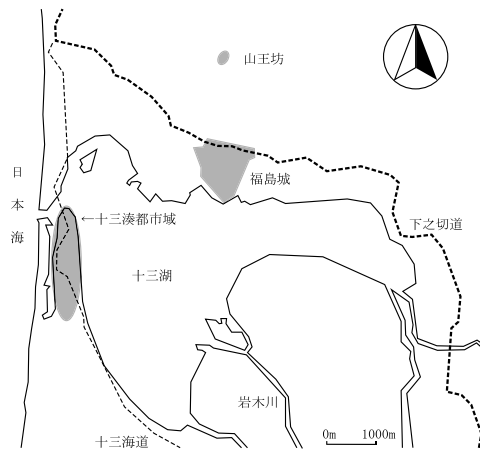 山王坊
福島城
日本海
←十三湊都市域
下之切道
十三湖
岩木川
0m 1000m
十三海道